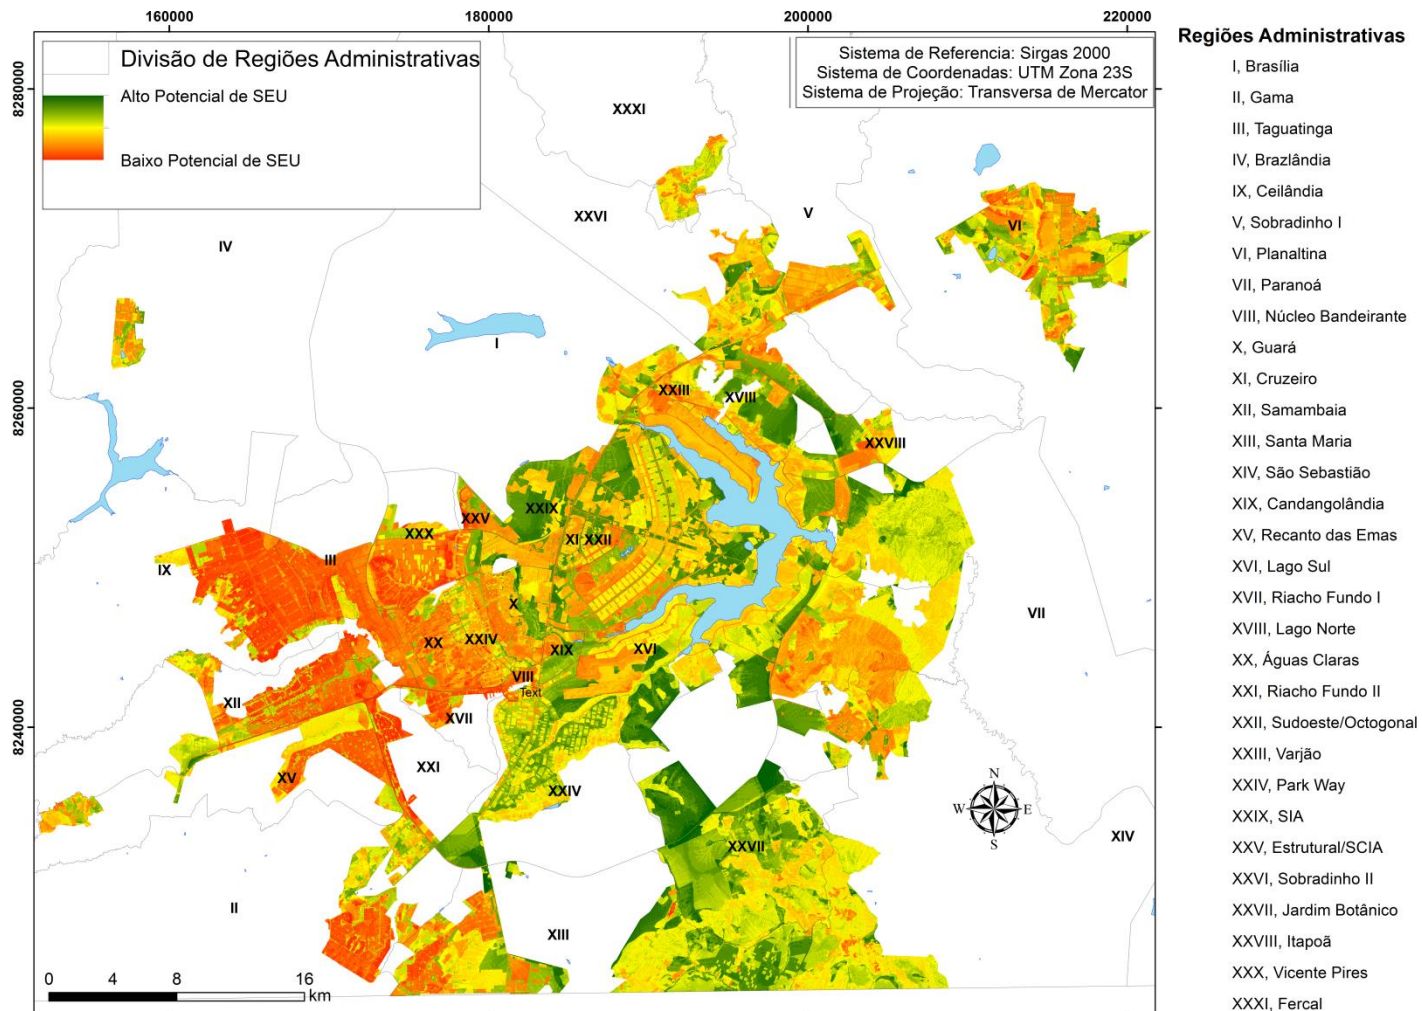 160000
180000
200000
220000
Divisão de Regiões Administrativas
Alto Potencial de SEU
Baixo Potencial de SEU
Sistema de Referencia: Sirgas 2000
Sistema de Coordenadas: UTM Zona 23S
Sistema de Projeção: Transversa de Mercator
8280000
8260000
8240000
XXXI
XXVI
V
VI
IV
I
XXIII
XVIII
XXVIII
XXIX
XXV
XXX
XI
XXII
III
IX
X
VII
XX
XXIV
XIX
XVI
VIII
Text
XII
XVII
XXI
XV
XXIV
XXVII
XIV
II
XIII
N
W
E
S
0
4
8
16
km
Regiões Administrativas
I, Brasília
II, Gama
III, Taguatinga
IV, Brazlândia
IX, Ceilândia
V, Sobradinho I
VI, Planaltina
VII, Paranoá
VIII, Núcleo Bandeirante
X, Guará
XI, Cruzeiro
XII, Samambaia
XIII, Santa Maria
XIV, São Sebastião
XIX, Candangolândia
XV, Recanto das Emas
XVI, Lago Sul
XVII, Riacho Fundo I
XVIII, Lago Norte
XX, Águas Claras
XXI, Riacho Fundo II
XXII, Sudoeste/Octogonal
XXIII, Varjão
XXIV, Park Way
XXIX, SIA
XXV, Estrutural/SCIA
XXVI, Sobradinho II
XXVII, Jardim Botânico
XXVIII, Itapoã
XXX, Vicente Pires
XXXI, Fercal